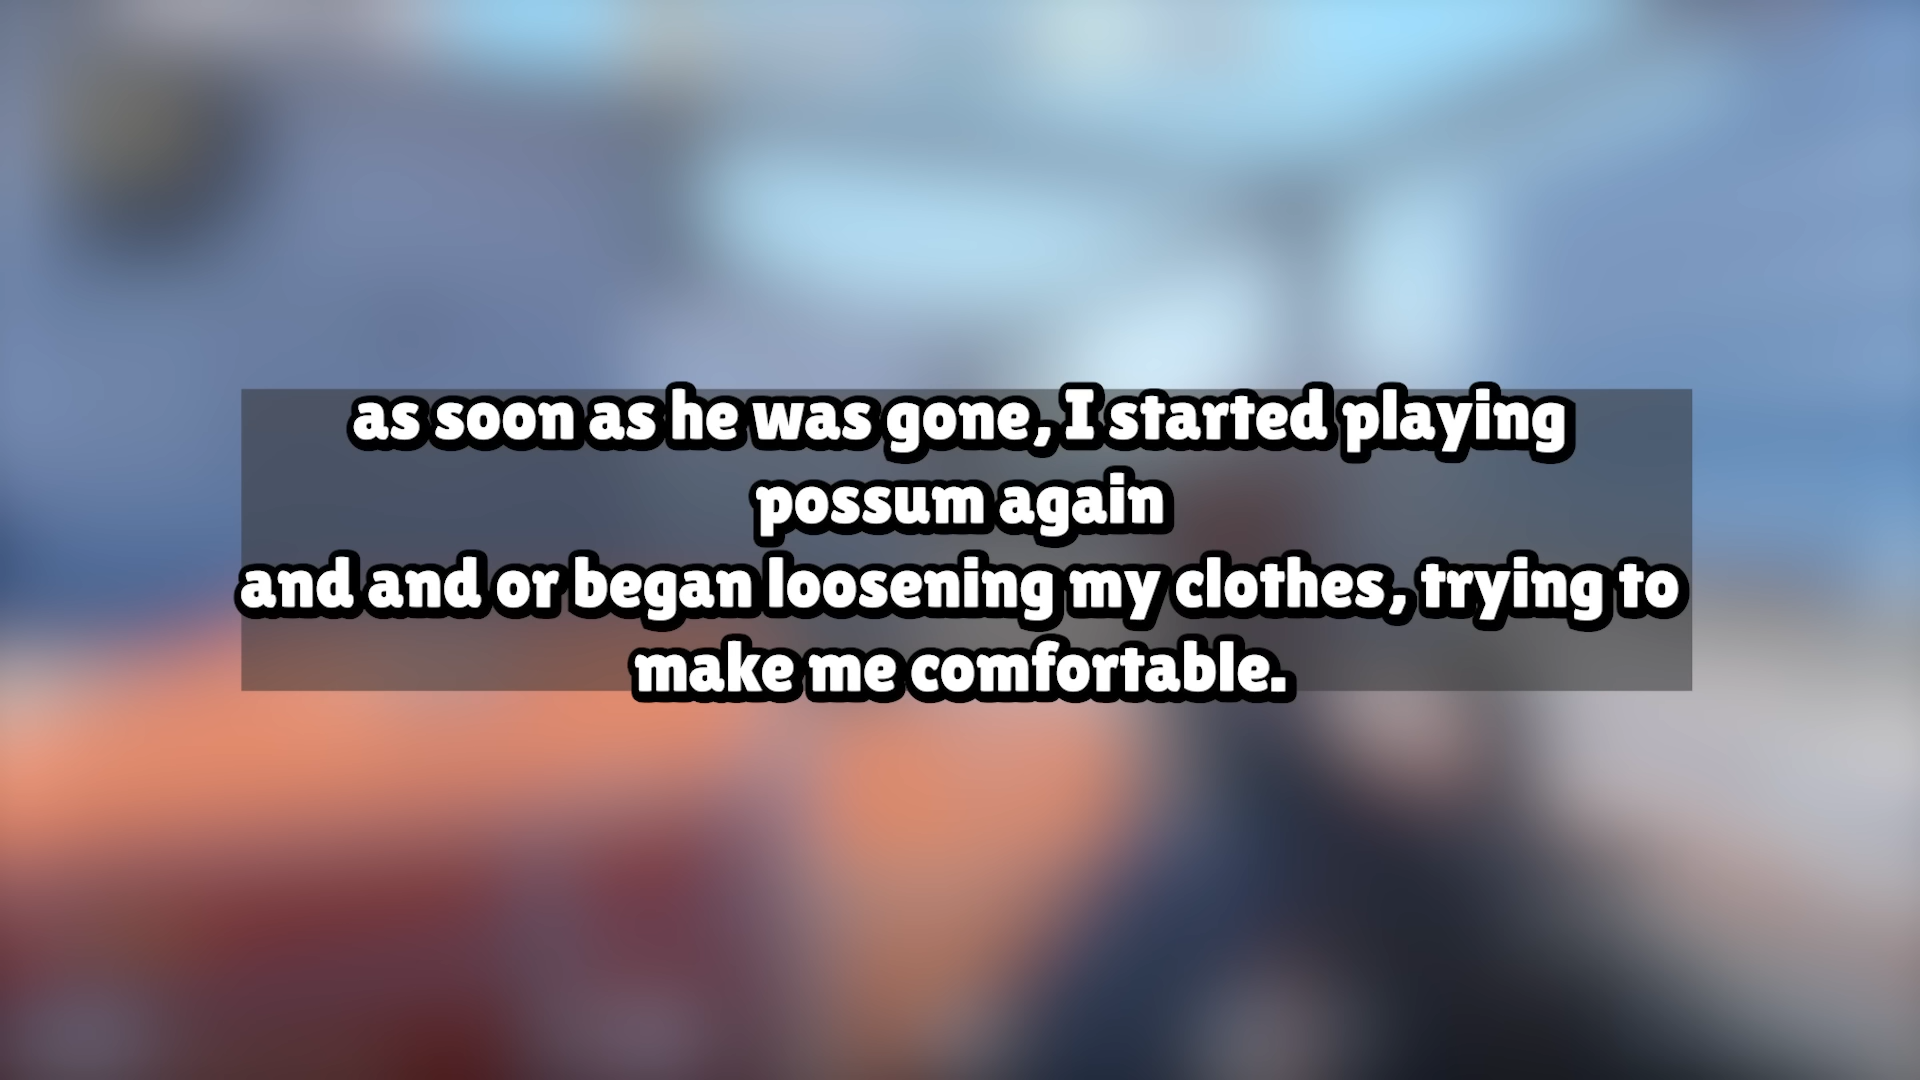 as soon as he was gone, I started playing
possum again
and and or began loosening my clothes, trying to
make me comfortable.